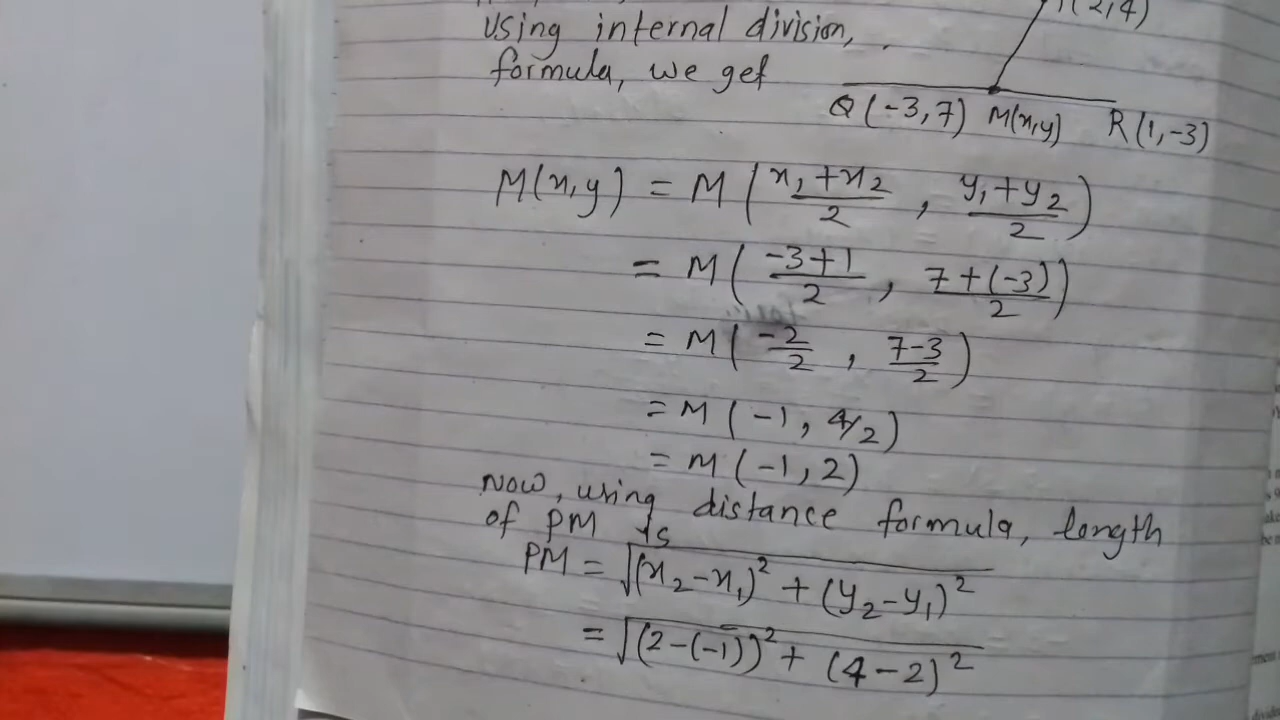 using internal division,
formula, we get
(2,4)
Q(-3,7) M(x,y) R(1,-3)
M(x,y) = M(x₁+x₂/2, y₁+y₂/2)
= M(-3+1/2, 7+(-3)/2)
= M(-2/2, 7-3/2)
= M(-1, 4/2)
= M(-1,2)
Now, using distance formula, length
of PM is
PM = √(x₂-x₁)² + (y₂-y₁)²
= √(2-(-1))² + (4-2)²